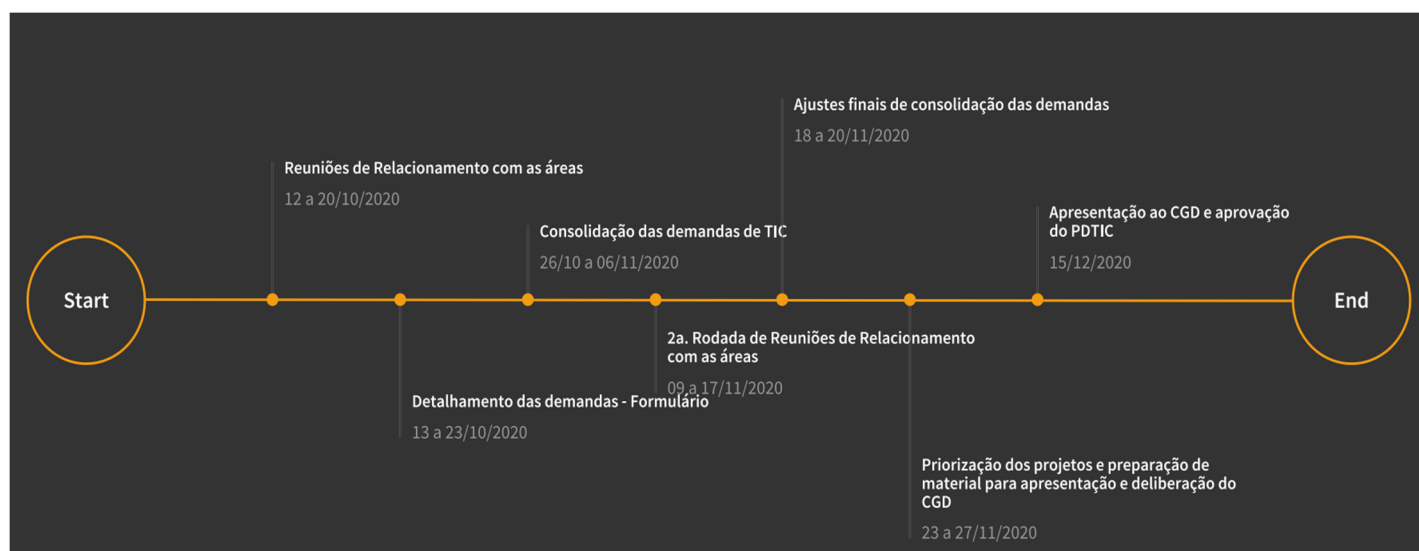 Start
Reuniões de Relacionamento com as áreas
12 a 20/10/2020
Detalhamento das demandas - Formulário
13 a 23/10/2020
Consolidação das demandas de TIC
26/10 a 06/11/2020
2a. Rodada de Reuniões de Relacionamento
com as áreas
09 a 17/11/2020
Ajustes finais de consolidação das demandas
18 a 20/11/2020
Priorização dos projetos e preparação de
material para apresentação e deliberação do
CGD
23 a 27/11/2020
Apresentação ao CGD e aprovação
do PDTIC
15/12/2020
End